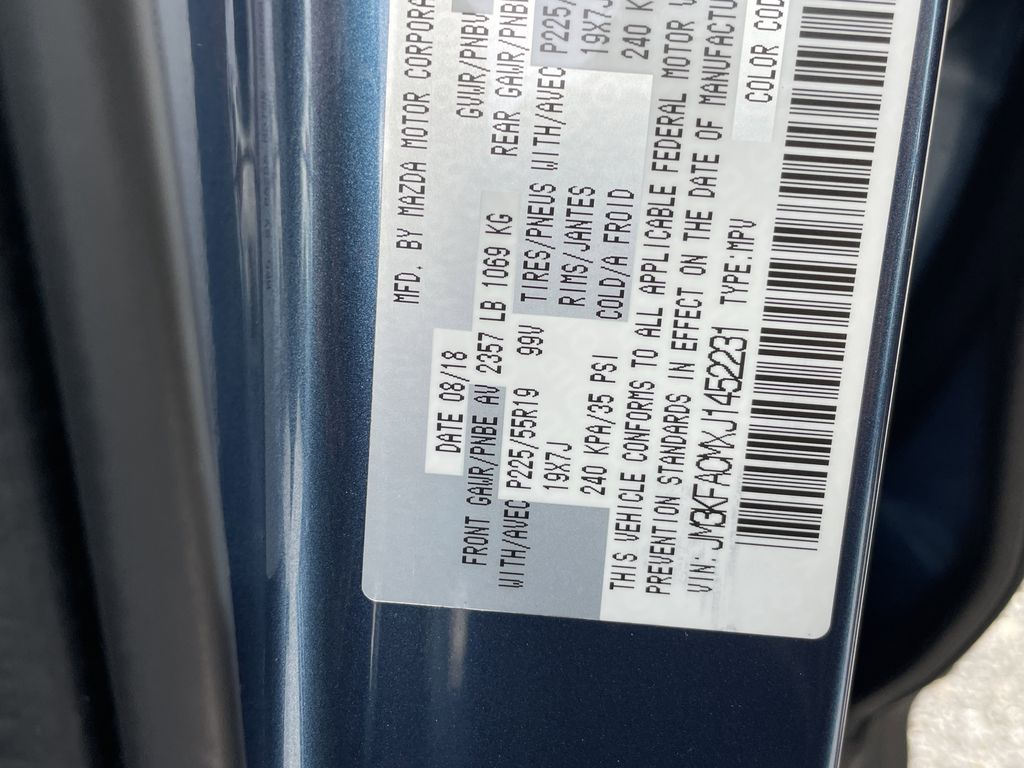 MFD. BY MAZDA MOTOR CORPORA
DATE 08/18 GVWR/PNBV
FRONT GAWR/PNBE AV 2357 LB 1069 KG REAR GAWR/PNBE
WITH/AVEC P225/55R19 99V TIRES/PNEUS WITH/AVEC P225/
19X7J RIMS/JANTES 19X7J
240 KPA/35 PSI COLD/A FROID 240 K
THIS VEHICLE CONFORMS TO ALL APPLICABLE FEDERAL MOTOR V
PREVENTION STANDARDS IN EFFECT ON THE DATE OF MANUFACTU
VIN: JM3KFACMXJ1452231 TYPE:MPV COLOR COD